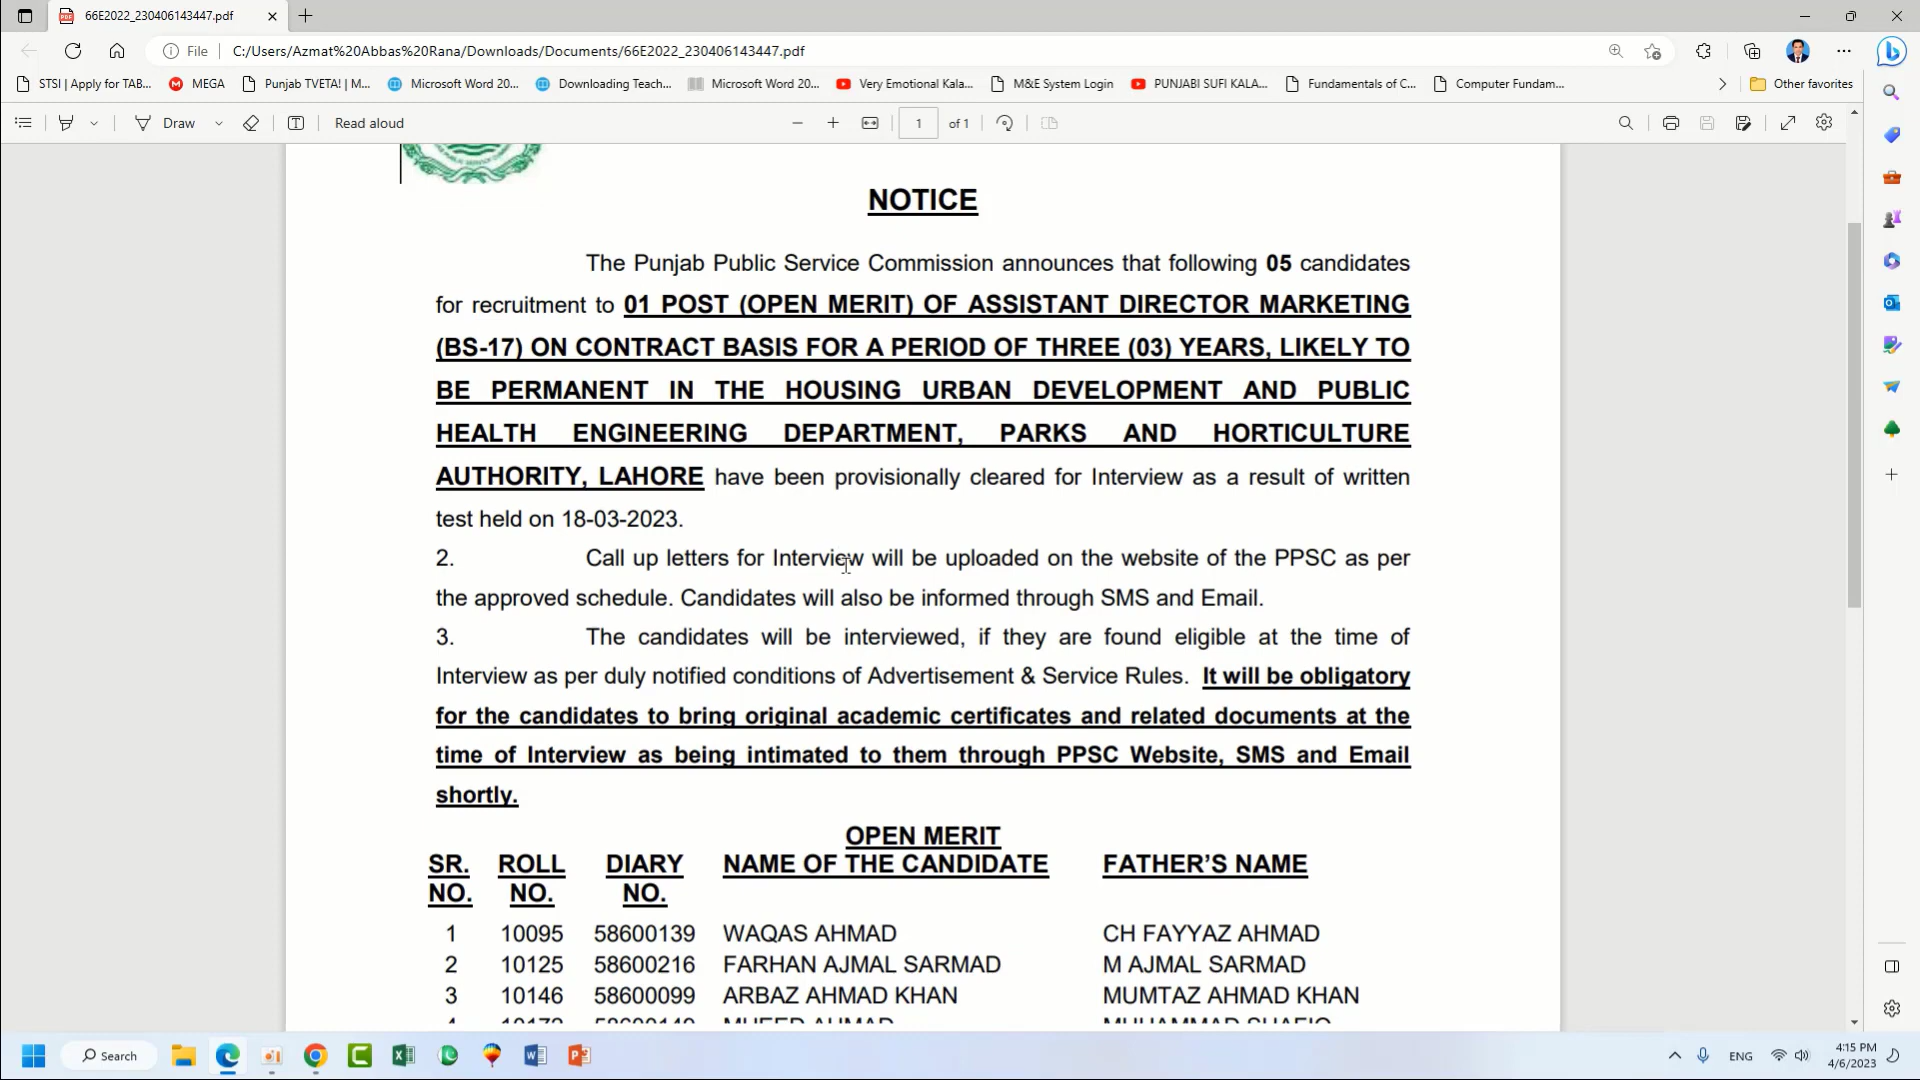 66E2022_230406143447.pdf
File
C:/Users/Azmat%20Abbas%20Rana/Downloads/Documents/66E2022_230406143447.pdf
STSI | Apply for TAB...
MEGA
Punjab TVETA! | M...
Microsoft Word 20...
Downloading Teach...
Microsoft Word 20...
Very Emotional Kala...
M&E System Login
PUNJABI SUFI KALA...
Fundamentals of C...
Computer Fundam...
Other favorites
Draw
Read aloud
1 of 1
NOTICE
The Punjab Public Service Commission announces that following 05 candidates
for recruitment to 01 POST (OPEN MERIT) OF ASSISTANT DIRECTOR MARKETING
(BS-17) ON CONTRACT BASIS FOR A PERIOD OF THREE (03) YEARS, LIKELY TO
BE PERMANENT IN THE HOUSING URBAN DEVELOPMENT AND PUBLIC
HEALTH ENGINEERING DEPARTMENT, PARKS AND HORTICULTURE
AUTHORITY, LAHORE have been provisionally cleared for Interview as a result of written
test held on 18-03-2023.
2. Call up letters for Interview will be uploaded on the website of the PPSC as per
the approved schedule. Candidates will also be informed through SMS and Email.
3. The candidates will be interviewed, if they are found eligible at the time of
Interview as per duly notified conditions of Advertisement & Service Rules. It will be obligatory
for the candidates to bring original academic certificates and related documents at the
time of Interview as being intimated to them through PPSC Website, SMS and Email
shortly.
OPEN MERIT
SR. NO. ROLL NO. DIARY NO. NAME OF THE CANDIDATE FATHER'S NAME
1 10095 58600139 WAQAS AHMAD CH FAYYAZ AHMAD
2 10125 58600216 FARHAN AJMAL SARMAD M AJMAL SARMAD
3 10146 58600099 ARBAZ AHMAD KHAN MUMTAZ AHMAD KHAN
Search
ENG
4:15 PM
4/6/2023